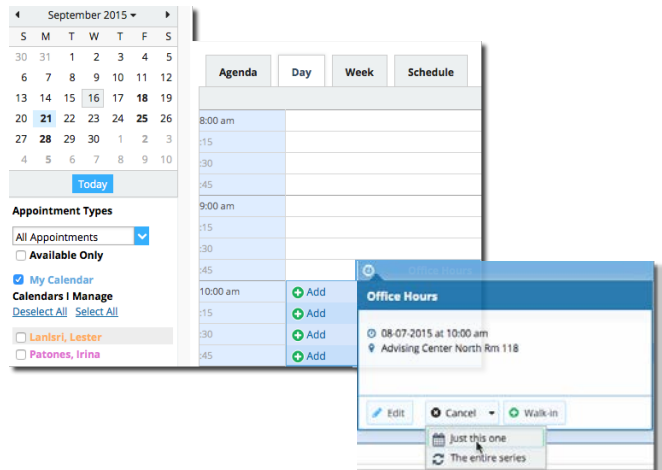 September 2015
S M T W T F S
30 31 1 2 3 4 5
6 7 8 9 10 11 12
13 14 15 16 17 18 19
20 21 22 23 24 25 26
27 28 29 30 1 2 3
4 5 6 7 8 9 10
Today
Appointment Types
All Appointments
Available Only
My Calendar
Calendars I Manage
Deselect All Select All
Lanisri, Lester
Patones, Irina
Agenda Day Week Schedule
8:00 am
:15
:30
:45
9:00 am
:15
:30
:45
10:00 am Add
:15 Add
:30 Add
:45 Add
Office Hours
Office Hours
08-07-2015 at 10:00 am
Advising Center North Rm 118
Edit Cancel Walk-in
Just this one
The entire series